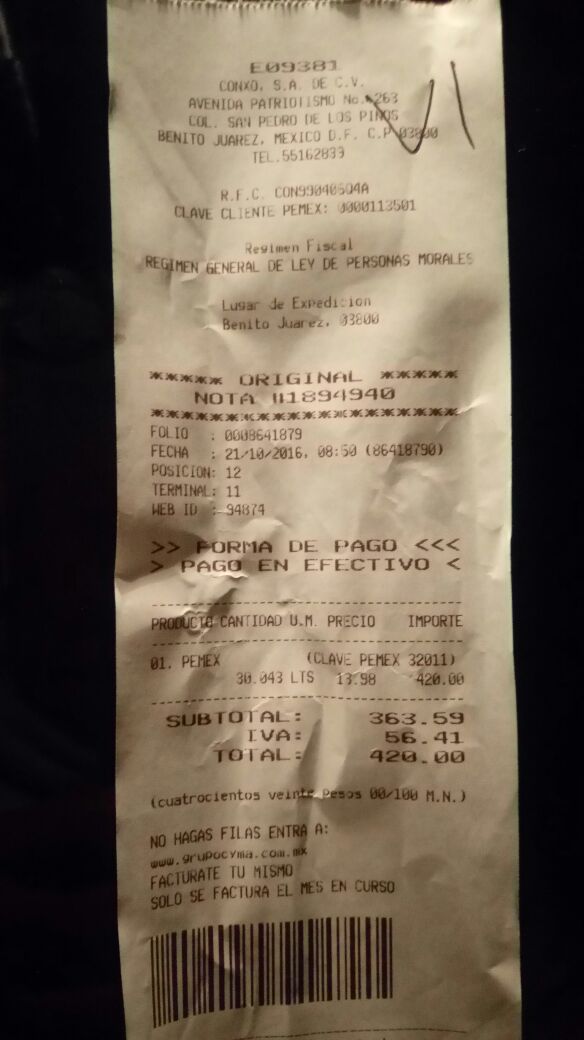 E09381
CONXO, S.A. DE C.V.
AVENIDA PATRIOTISMO No. 263
COL. SAN PEDRO DE LOS PINOS
BENITO JUAREZ, MEXICO D.F. C.P 03800
TEL.55162833
R.F.C. CON990406Q4A
CLAVE CLIENTE PEMEX: 0000113501
Regimen Fiscal
REGIMEN GENERAL DE LEY DE PERSONAS MORALES
Lugar de Expedicion
Benito Juarez, 03800
***** ORIGINAL *****
NOTA #1894940
**********************
FOLIO : 0008641879
FECHA : 21/10/2016, 08:50 (86418790)
POSICION: 12
TERMINAL: 11
WEB ID : 94874
>> FORMA DE PAGO <<<
> PAGO EN EFECTIVO <
PRODUCTO CANTIDAD U.M. PRECIO IMPORTE
01. PEMEX (CLAVE PEMEX 32011)
30.043 LTS 13.98 420.00
SUBTOTAL: 363.59
IVA: 56.41
TOTAL: 420.00
(cuatrocientos veinte Pesos 00/100 M.N.)
NO HAGAS FILAS ENTRA A:
www.grupocyma.com.mx
FACTURATE TU MISMO
SOLO SE FACTURA EL MES EN CURSO